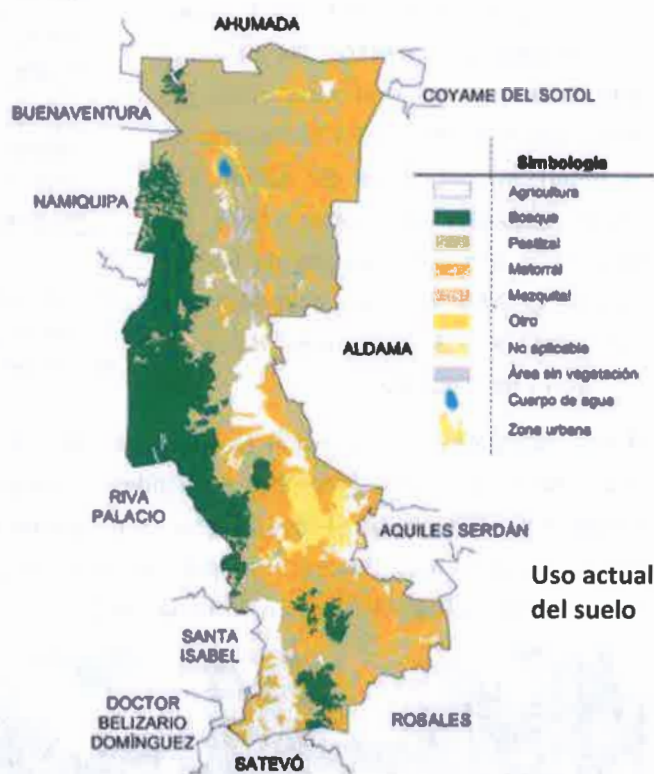 AHUMADA
COYAME DEL SOTOL
BUENAVENTURA
NAMIQUIPA
Simbología
Agricultura
Bosque
Pastizal
Matorral
Mezquital
Otro
No aplicable
Área sin vegetación
Cuerpo de agua
Zona urbana
ALDAMA
RIVA
PALACIO
AQUILES SERDÁN
Uso actual
del suelo
SANTA
ISABEL
DOCTOR
BELIZARIO
DOMÍNGUEZ
ROSALES
SATEVÓ